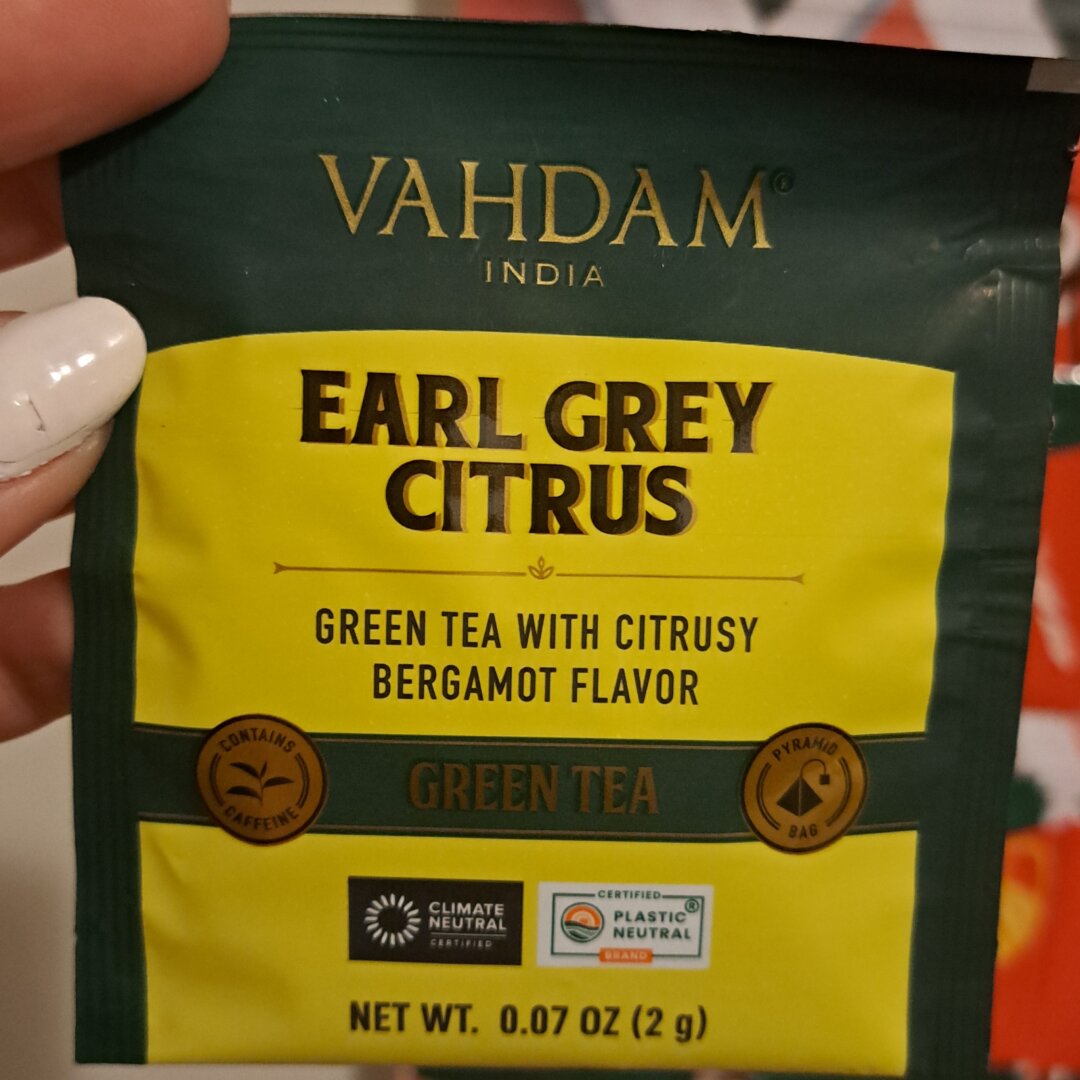 VAHDAM®
INDIA
EARL GREY
CITRUS
GREEN TEA WITH CITRUSY
BERGAMOT FLAVOR
CONTAINS
CAFFEINE
GREEN TEA
PYRAMID
BAG
CLIMATE
NEUTRAL
CERTIFIED
CERTIFIED
PLASTIC®
NEUTRAL
BRAND
NET WT. 0.07 OZ (2 g)